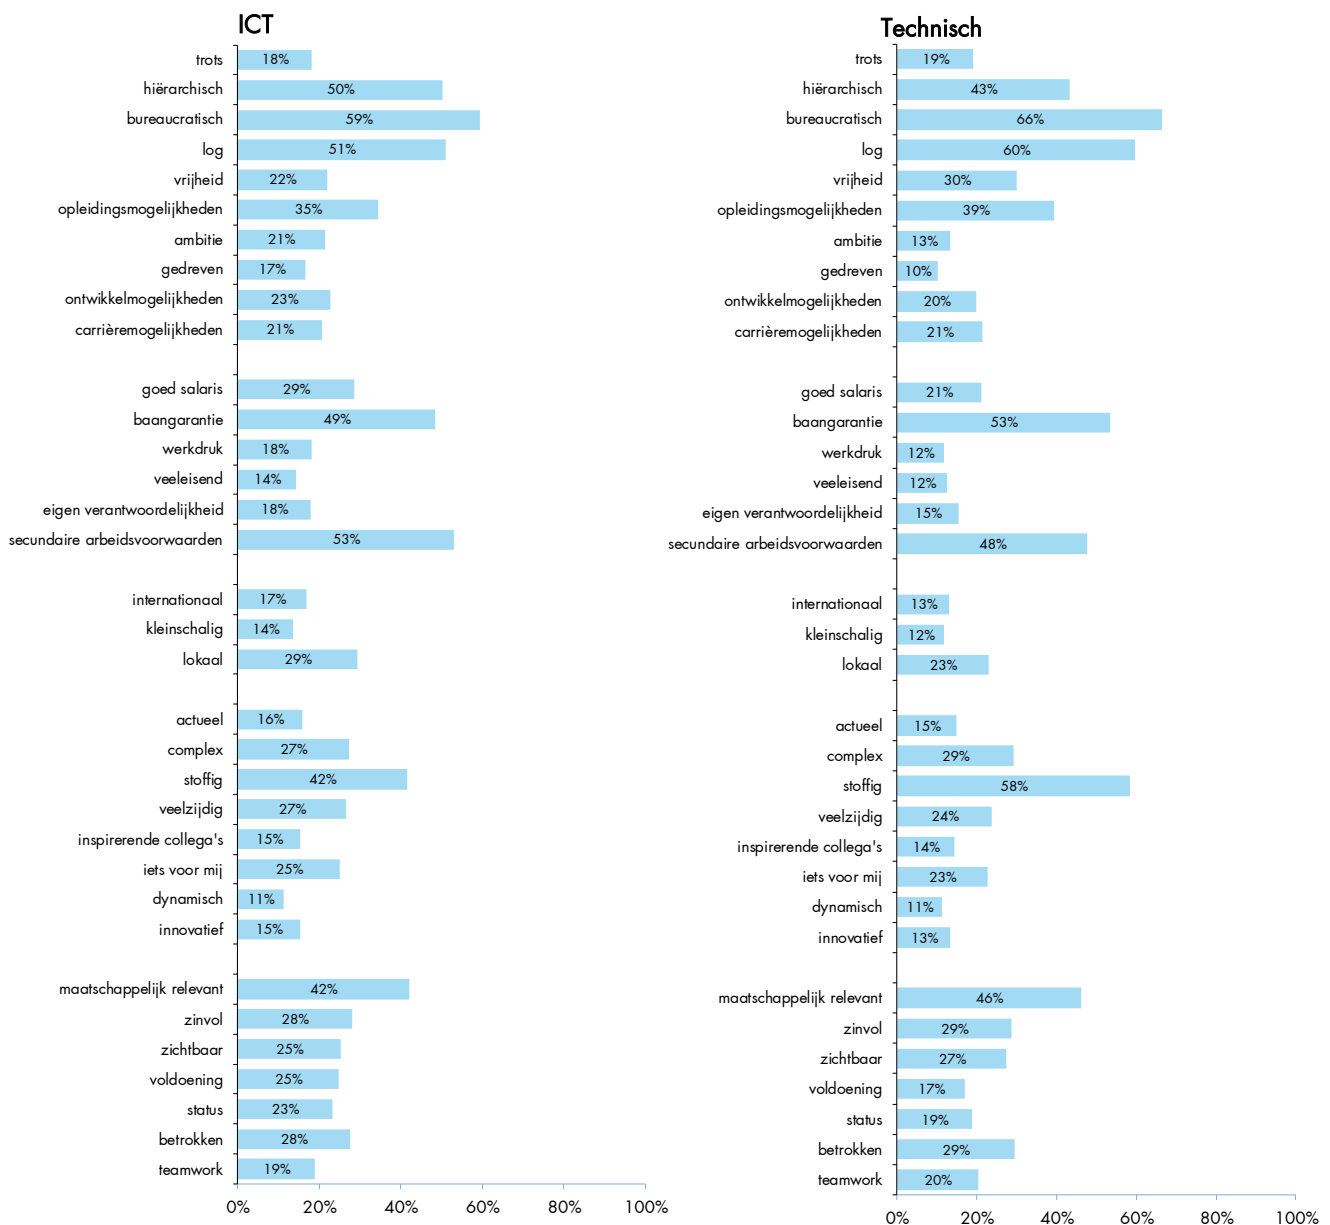 ICT
trots 18%
hiërarchisch 50%
bureaucratisch 59%
log 51%
vrijheid 22%
opleidingsmogelijkheden 35%
ambitie 21%
gedreven 17%
ontwikkelmogelijkheden 23%
carrièremogelijkheden 21%
goed salaris 29%
baangarantie 49%
werkdruk 18%
veeleisend 14%
eigen verantwoordelijkheid 18%
secundaire arbeidsvoorwaarden 53%
internationaal 17%
kleinschalig 14%
lokaal 29%
actueel 16%
complex 27%
stoffig 42%
veelzijdig 27%
inspirerende collega's 15%
iets voor mij 25%
dynamisch 11%
innovatief 15%
maatschappelijk relevant 42%
zinvol 28%
zichtbaar 25%
voldoening 25%
status 23%
betrokken 28%
teamwork 19%
0% 20% 40% 60% 80% 100%
Technisch
trots 19%
hiërarchisch 43%
bureaucratisch 66%
log 60%
vrijheid 30%
opleidingsmogelijkheden 39%
ambitie 13%
gedreven 10%
ontwikkelmogelijkheden 20%
carrièremogelijkheden 21%
goed salaris 21%
baangarantie 53%
werkdruk 12%
veeleisend 12%
eigen verantwoordelijkheid 15%
secundaire arbeidsvoorwaarden 48%
internationaal 13%
kleinschalig 12%
lokaal 23%
actueel 15%
complex 29%
stoffig 58%
veelzijdig 24%
inspirerende collega's 14%
iets voor mij 23%
dynamisch 11%
innovatief 13%
maatschappelijk relevant 46%
zinvol 29%
zichtbaar 27%
voldoening 17%
status 19%
betrokken 29%
teamwork 20%
0% 20% 40% 60% 80% 100%